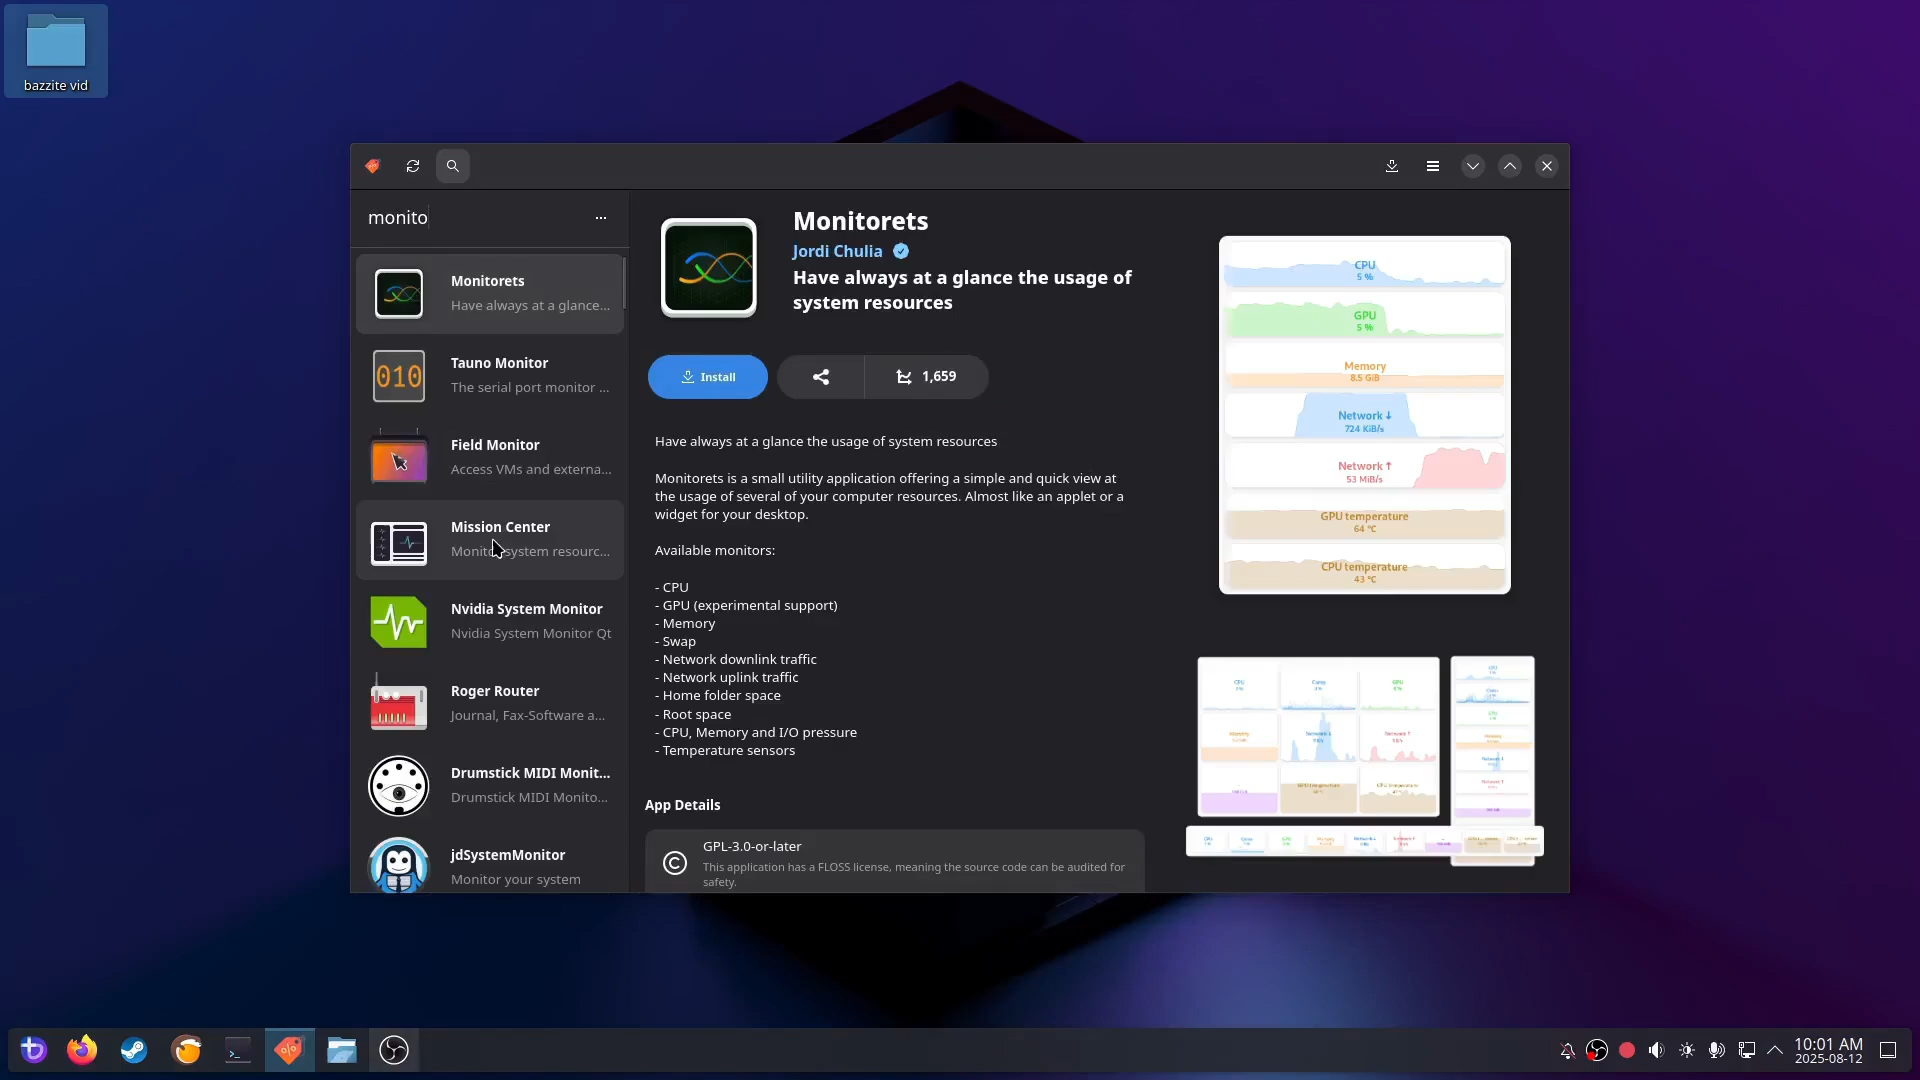 bazzite vid
monito
Monitorets
Have always at a glance...
Tauno Monitor
The serial port monitor ...
Field Monitor
Access VMs and externa...
Mission Center
Monitor system resourc...
Nvidia System Monitor
Nvidia System Monitor Qt
Roger Router
Journal, Fax-Software a...
Drumstick MIDI Monit...
Drumstick MIDI Monito...
jdSystemMonitor
Monitor your system
Monitorets
Jordi Chulia
Have always at a glance the usage of
system resources
Install
1,659
Have always at a glance the usage of system resources
Monitorets is a small utility application offering a simple and quick view at
the usage of several of your computer resources. Almost like an applet or a
widget for your desktop.
Available monitors:
- CPU
- GPU (experimental support)
- Memory
- Swap
- Network downlink traffic
- Network uplink traffic
- Home folder space
- Root space
- CPU, Memory and I/O pressure
- Temperature sensors
App Details
GPL-3.0-or-later
This application has a FLOSS license, meaning the source code can be audited for
safety.
CPU
5 %
GPU
5 %
Memory
8.5 GiB
Network ↓
724 KiB/s
Network ↑
53 MiB/s
GPU temperature
64 °C
CPU temperature
43 °C
10:01 AM
2025-08-12